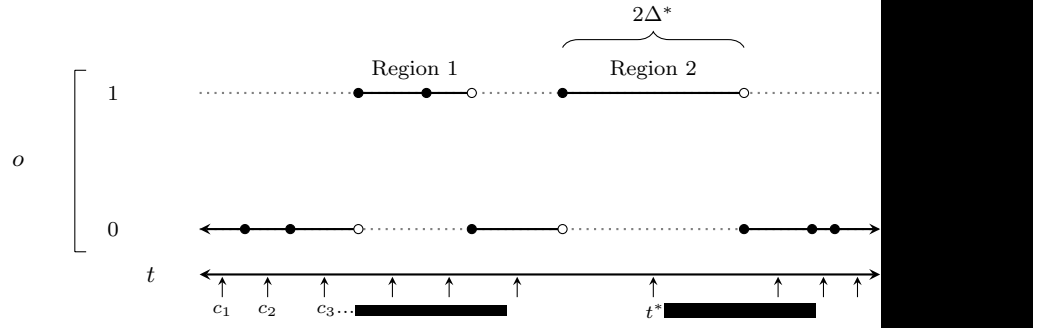 2Δ*
Region 1
Region 2
1
o
0
t
c₁
c₂
c₃...
t*